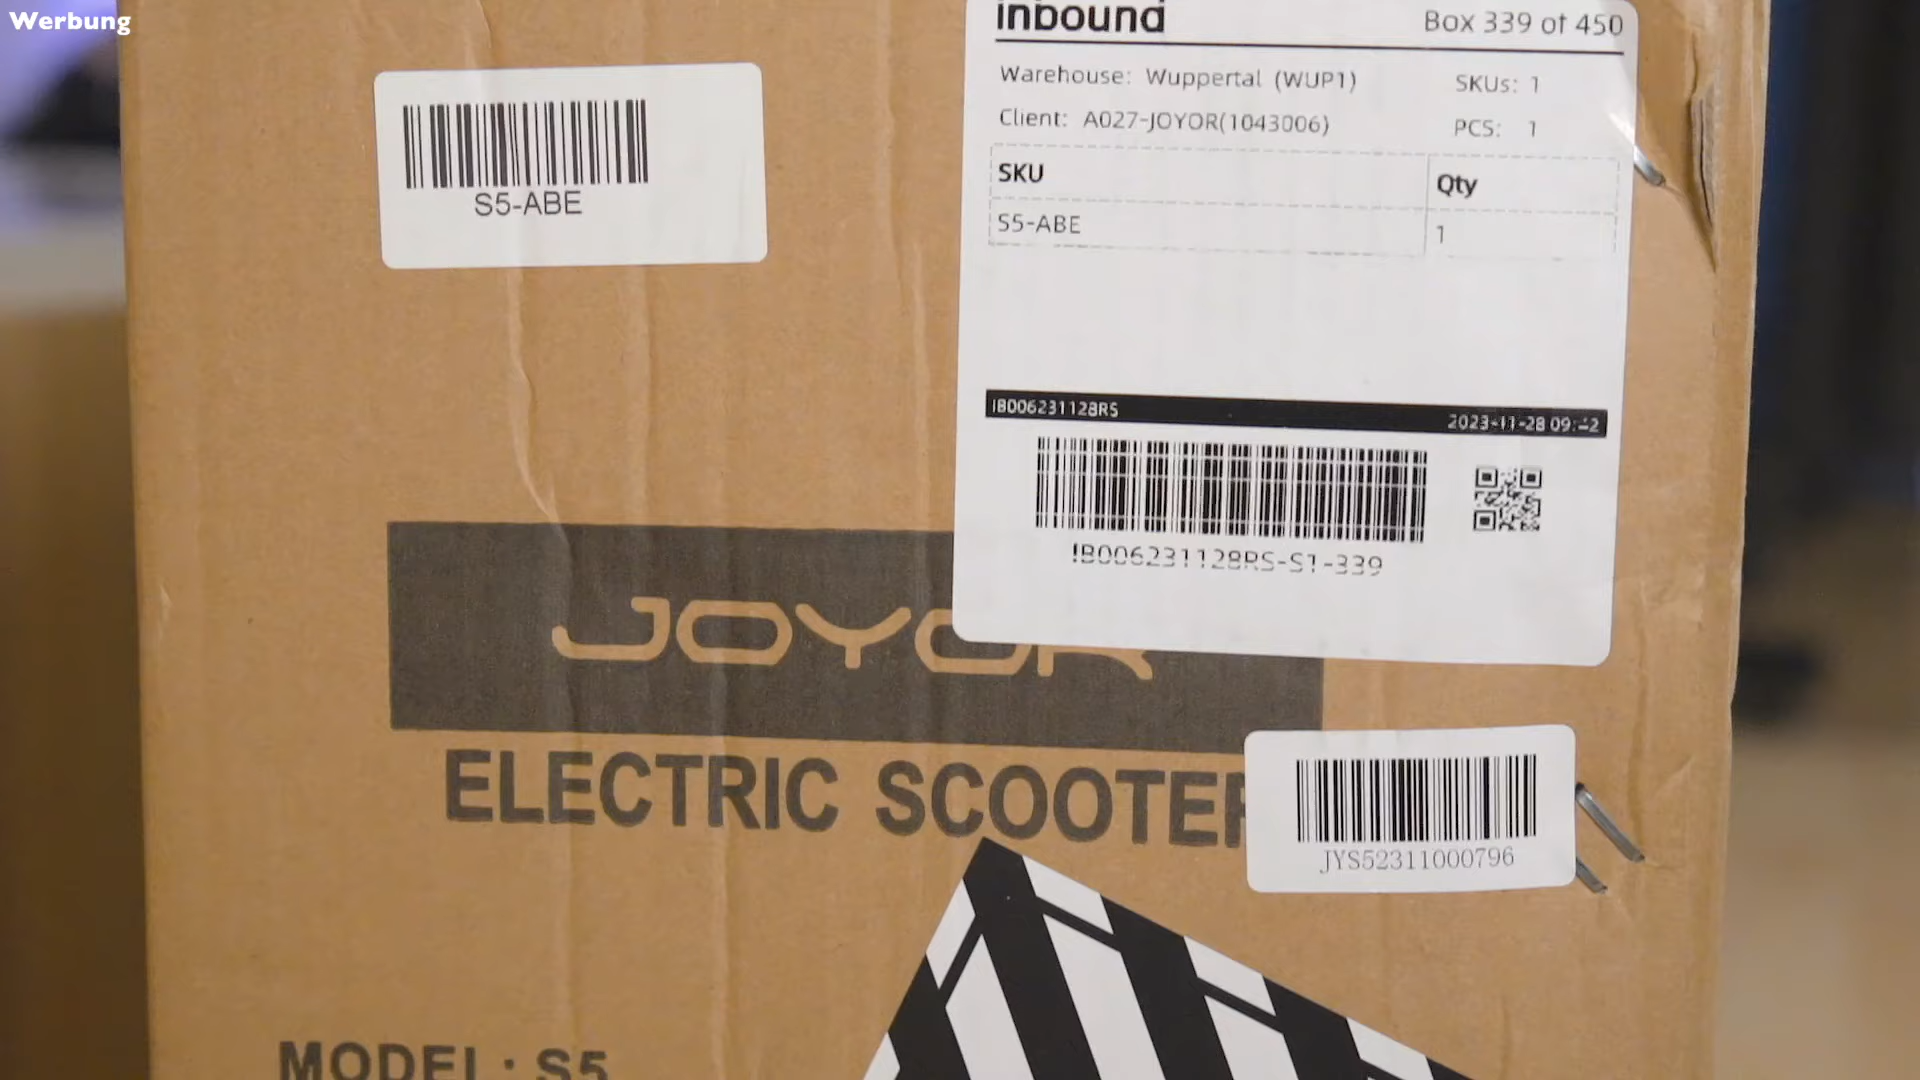 Werbung
inbound
Box 339 of 450
Warehouse: Wuppertal (WUP1)
SKUs: 1
Client: A027-JOYOR(1043006)
PCS: 1
SKU
Qty
S5-ABE
1
IB006231128RS
2023-11-28 09:42
IB006231128RS-S1-339
S5-ABE
JOYOR
ELECTRIC SCOOTER
JYS52311000796
MODEL: S5